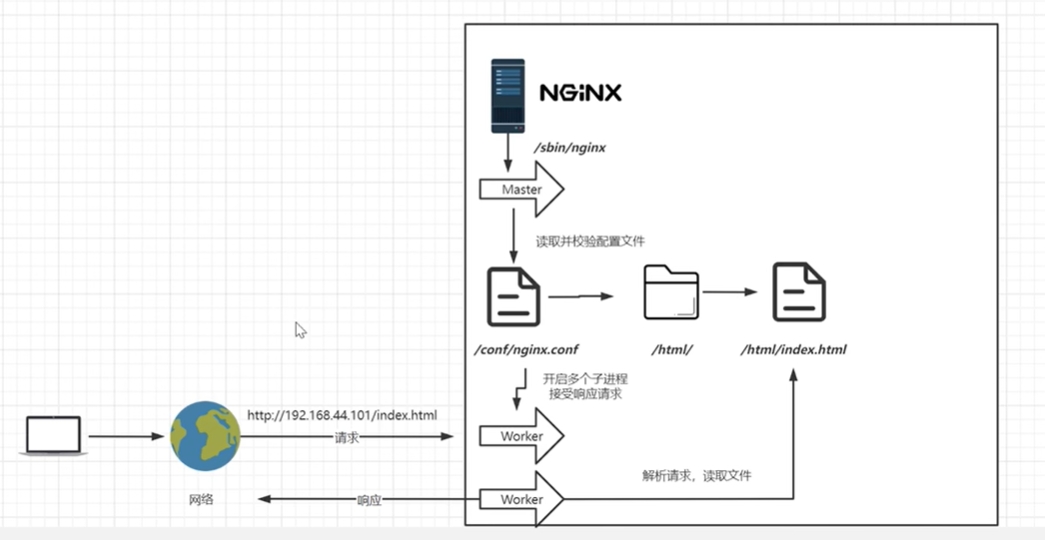 NGINX
/sbin/nginx
Master
读取并校验配置文件
/conf/nginx.conf
/html/
/html/index.html
开启多个子进程
接受响应请求
http://192.168.44.101/index.html
请求
Worker
解析请求，读取文件
网络
响应
Worker